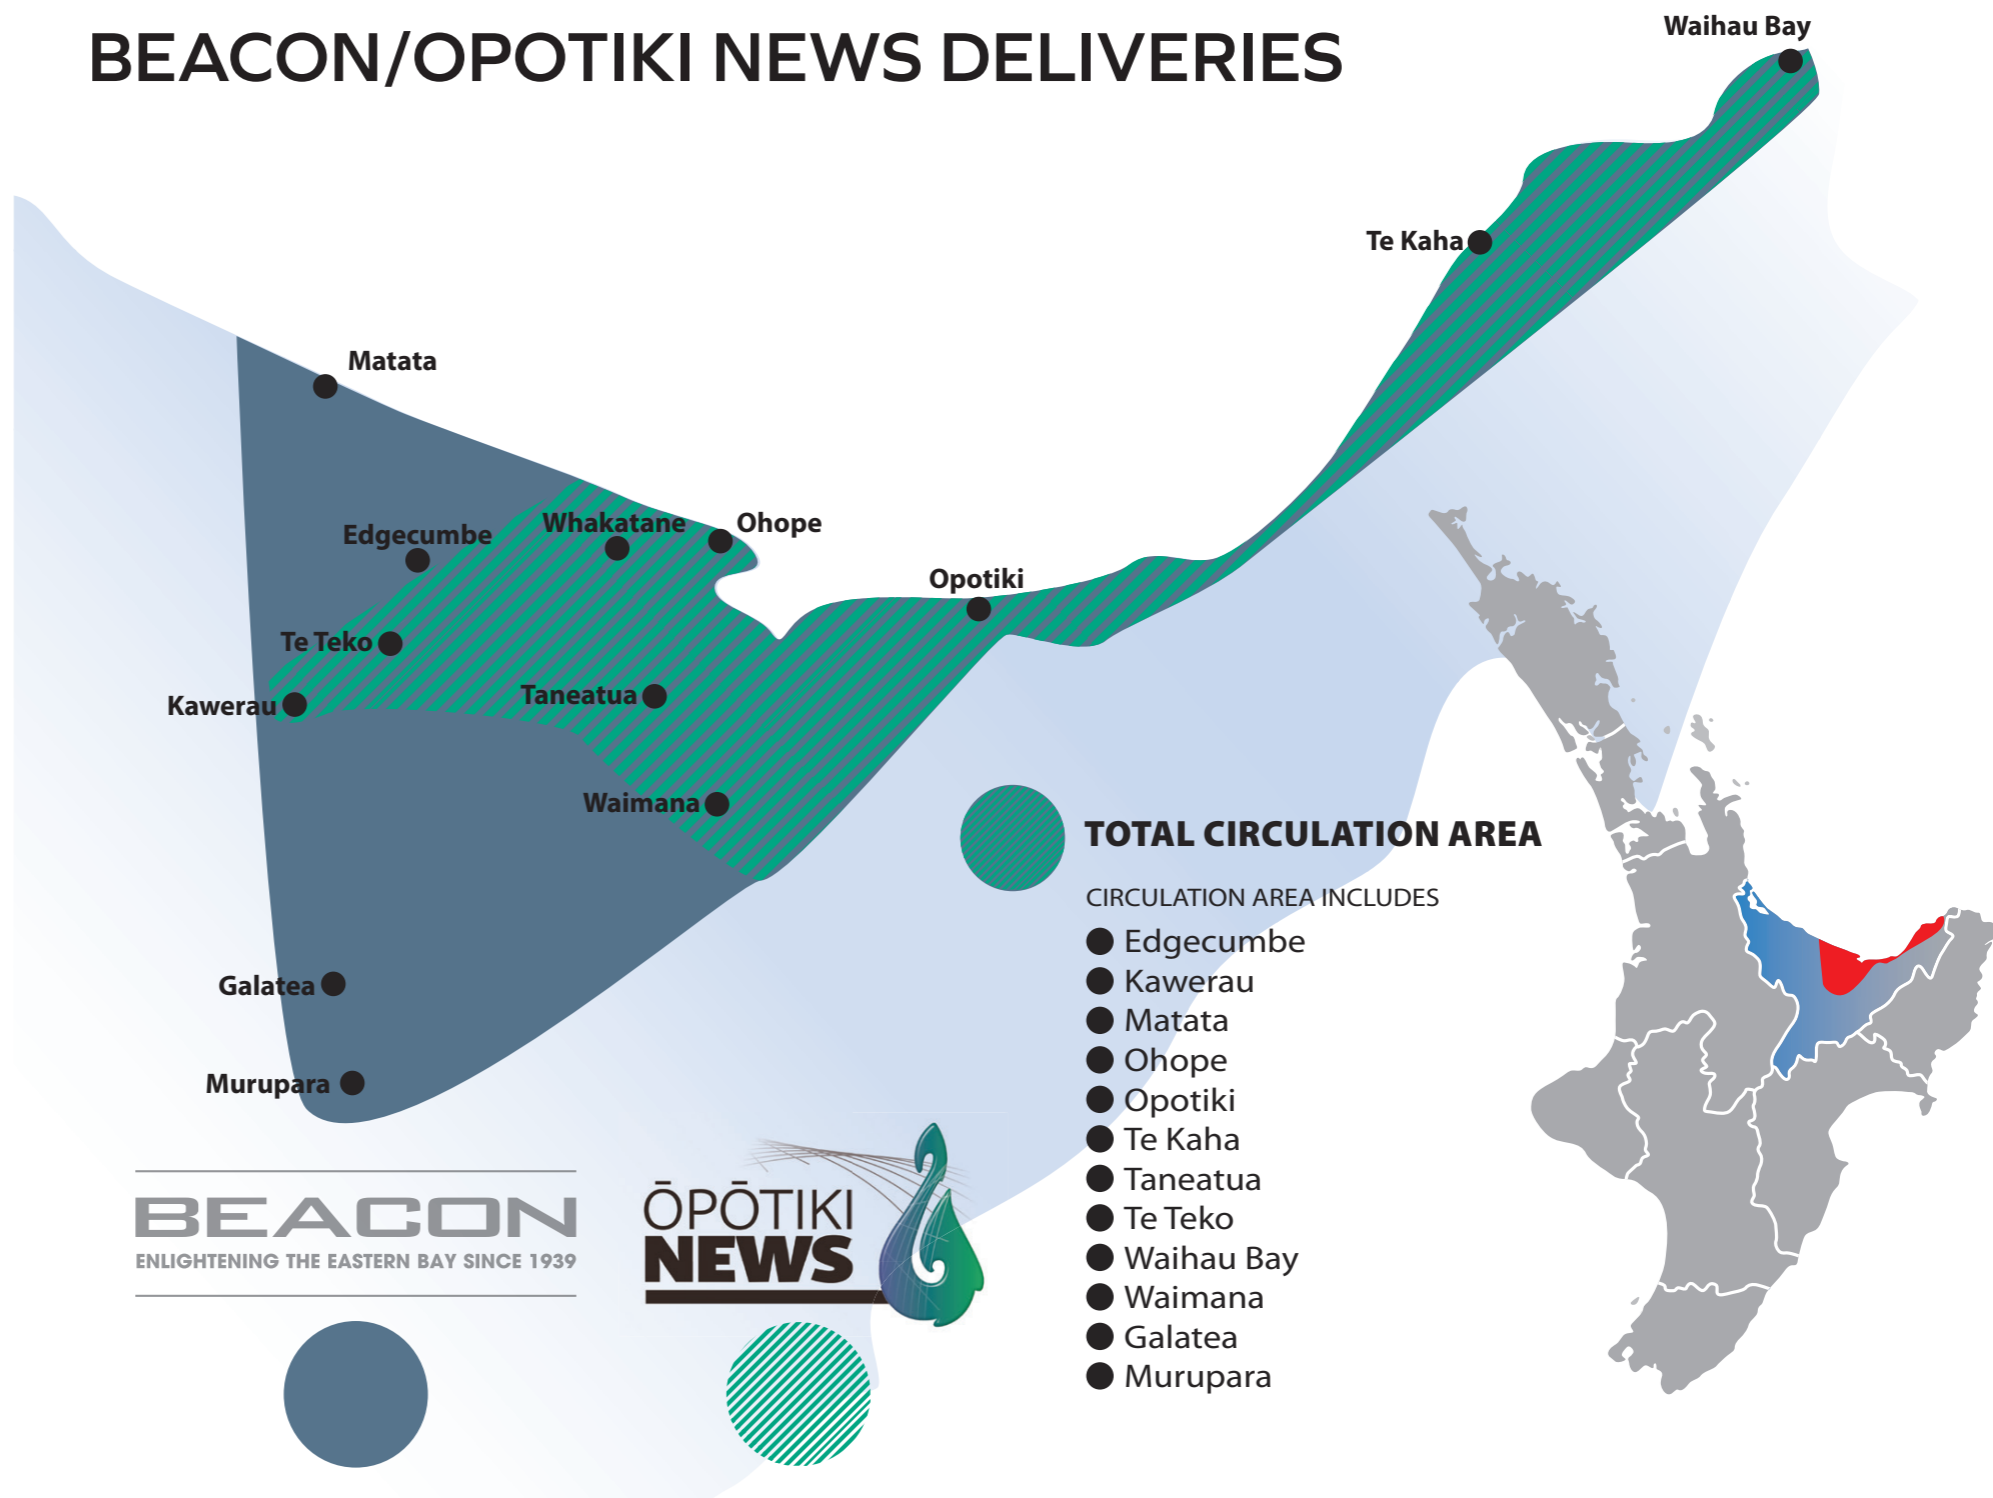 BEACON/OPOTIKI NEWS DELIVERIES
Waihau Bay
Te Kaha
Matata
Edgecumbe
Whakatane
Ohope
Opotiki
Te Teko
Kawerau
Taneatua
Waimana
Galatea
Murupara
TOTAL CIRCULATION AREA
CIRCULATION AREA INCLUDES
Edgecumbe
Kawerau
Matata
Ohope
Opotiki
Te Kaha
Taneatua
Te Teko
Waihau Bay
Waimana
Galatea
Murupara
BEACON
ENLIGHTENING THE EASTERN BAY SINCE 1939
ŌPŌTIKI
NEWS